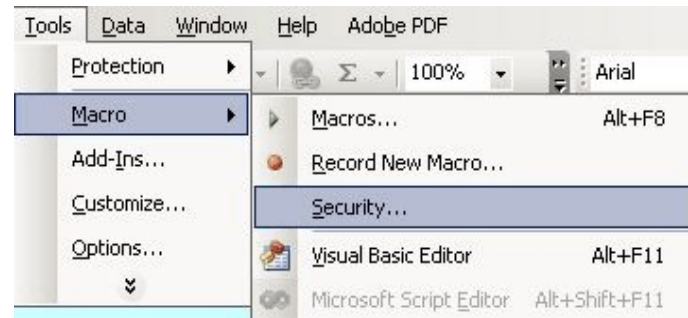 Tools Data Window Help Adobe PDF
Protection Σ 100% Arial
Macro Macros... Alt+F8
Add-Ins... Record New Macro...
Customize... Security...
Options... Visual Basic Editor Alt+F11
Microsoft Script Editor Alt+Shift+F11